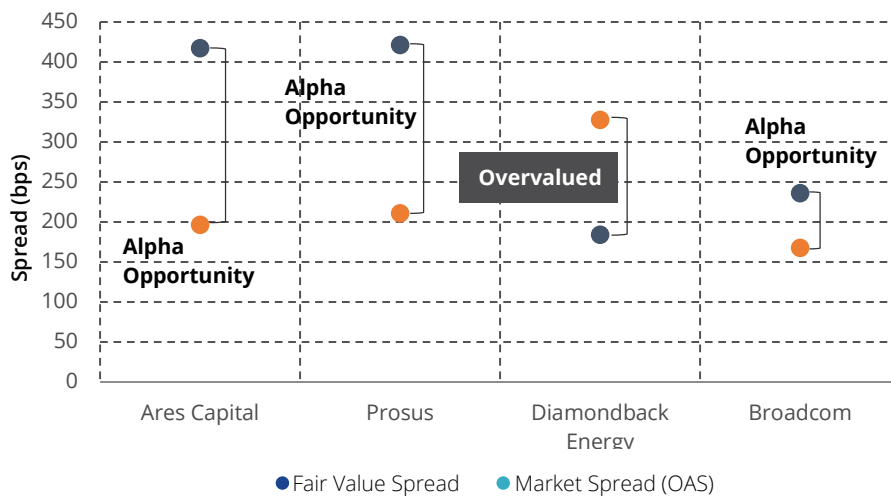 450
400
350
300
250
200
150
100
50
0
Spread (bps)
Alpha
Opportunity
Alpha
Opportunity
Overvalued
Alpha
Opportunity
Ares Capital
Prosus
Diamondback
Energy
Broadcom
Fair Value Spread
Market Spread (OAS)